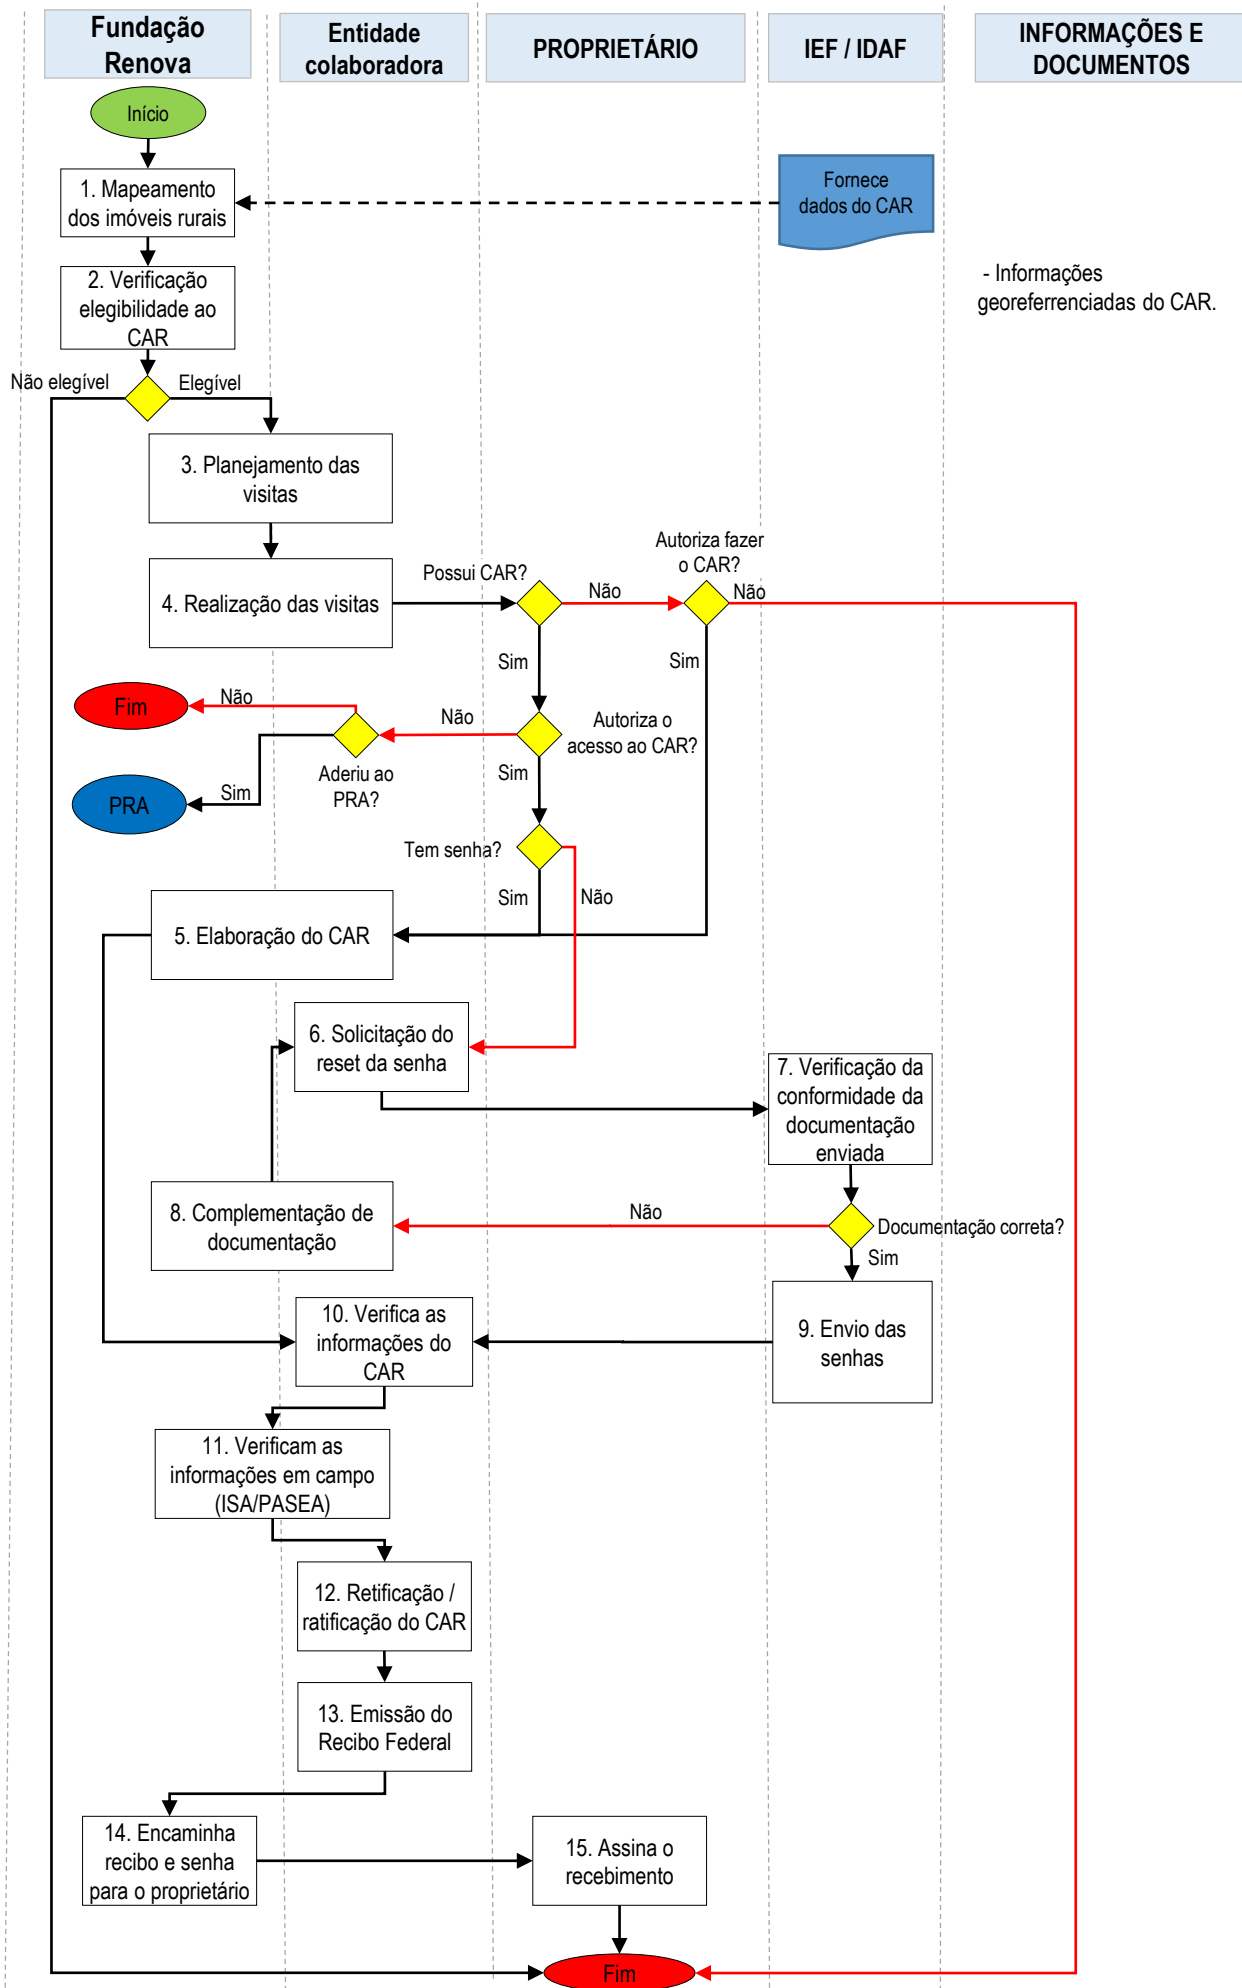 Fundação
Renova
Entidade
colaboradora
PROPRIETÁRIO
IEF / IDAF
INFORMAÇÕES E
DOCUMENTOS
Início
1. Mapeamento
dos imóveis rurais
Fornece
dados do CAR
2. Verificação
elegibilidade ao
CAR
- Informações
georeferrenciadas do CAR.
Não elegível
Elegível
3. Planejamento das
visitas
4. Realização das visitas
Possui CAR?
Não
Autoriza fazer
o CAR?
Não
Sim
Sim
Fim
Não
Não
Autoriza o
acesso ao CAR?
Aderiu ao
PRA?
Sim
PRA
Sim
Tem senha?
Sim
Não
5. Elaboração do CAR
6. Solicitação do
reset da senha
7. Verificação da
conformidade da
documentação
enviada
8. Complementação de
documentação
Não
Documentação correta?
Sim
9. Envio das
senhas
10. Verifica as
informações do
CAR
11. Verificam as
informações em campo
(ISA/PASEA)
12. Retificação /
ratificação do CAR
13. Emissão do
Recibo Federal
14. Encaminha
recibo e senha
para o proprietário
15. Assina o
recebimento
Fim